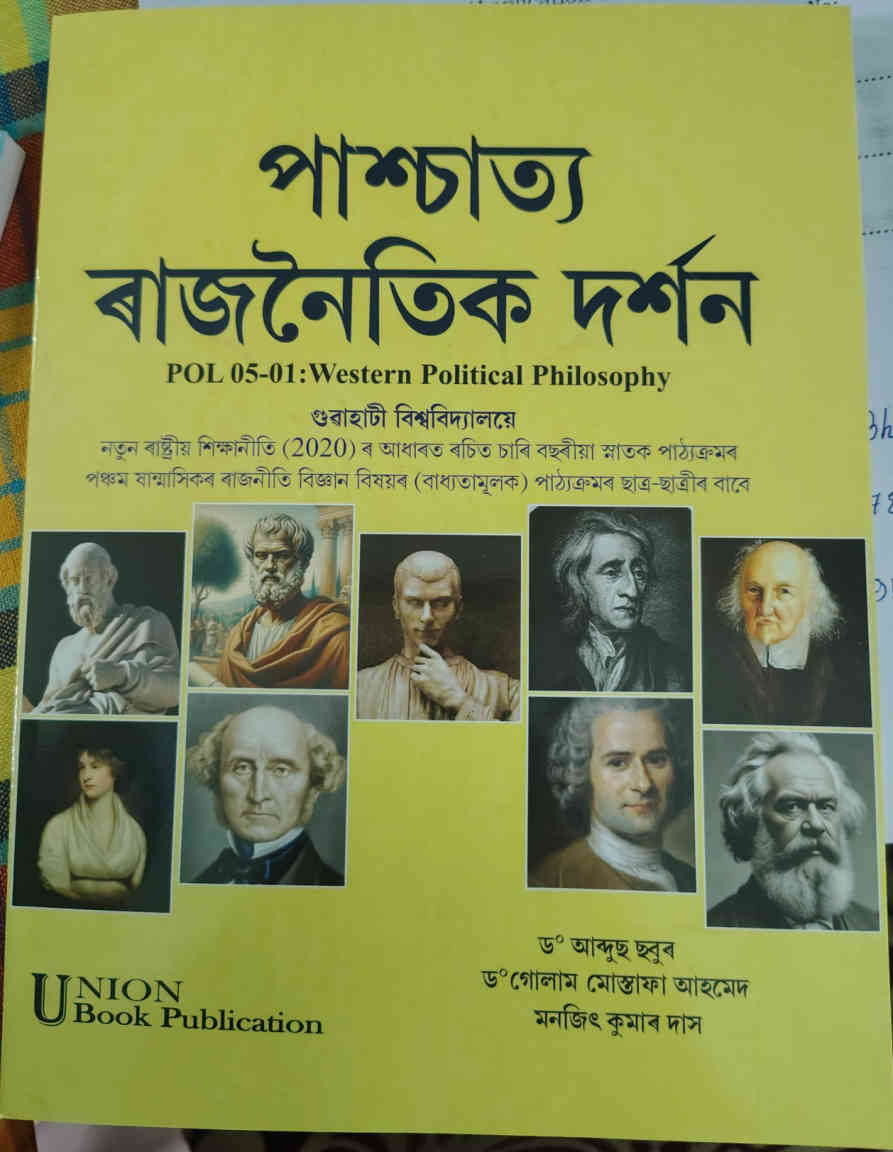 পাশ্চাত্য
ৰাজনৈতিক দৰ্শন
POL 05-01:Western Political Philosophy
গুৱাহাটী বিশ্ববিদ্যালয়ে
নতুন ৰাষ্ট্ৰীয় শিক্ষানীতি (2020) ৰ আধাৰত ৰচিত চাৰি বছৰীয়া স্নাতক পাঠ্যক্ৰমৰ
পঞ্চম ষান্মাসিকৰ ৰাজনীতি বিজ্ঞান বিষয়ৰ (বাধ্যতামূলক) পাঠ্যক্ৰমৰ ছাত্ৰ-ছাত্ৰীৰ বাবে
ড° আব্দুছ ছবুৰ
ড°গোলাম মোস্তাফা আহমেদ
মনজিৎ কুমাৰ দাস
UNION
Book Publication